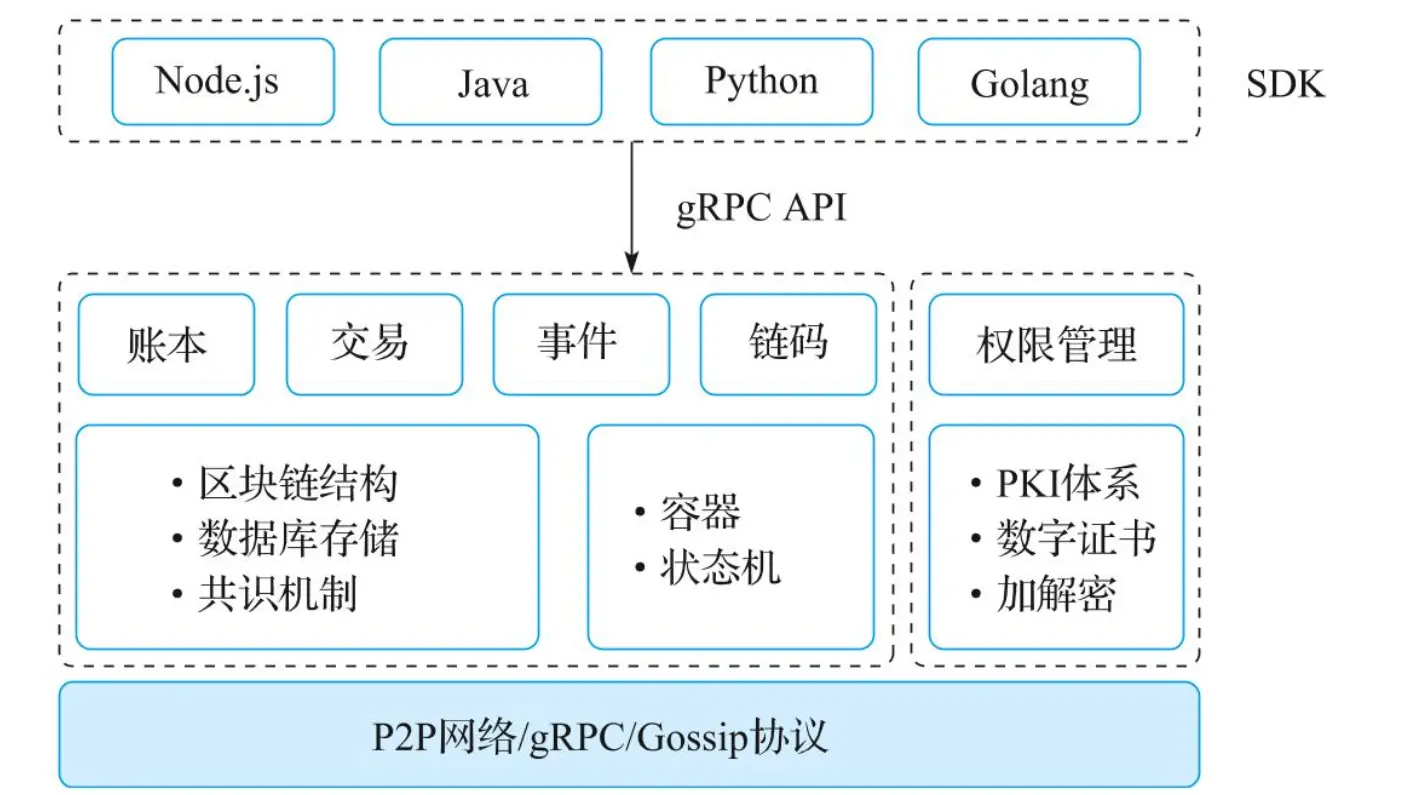 Node.js
Java
Python
Golang
SDK
gRPC API
账本
交易
事件
链码
权限管理
•区块链结构
•数据库存储
•共识机制
•容器
•状态机
•PKI体系
•数字证书
•加解密
P2P网络/gRPC/Gossip协议